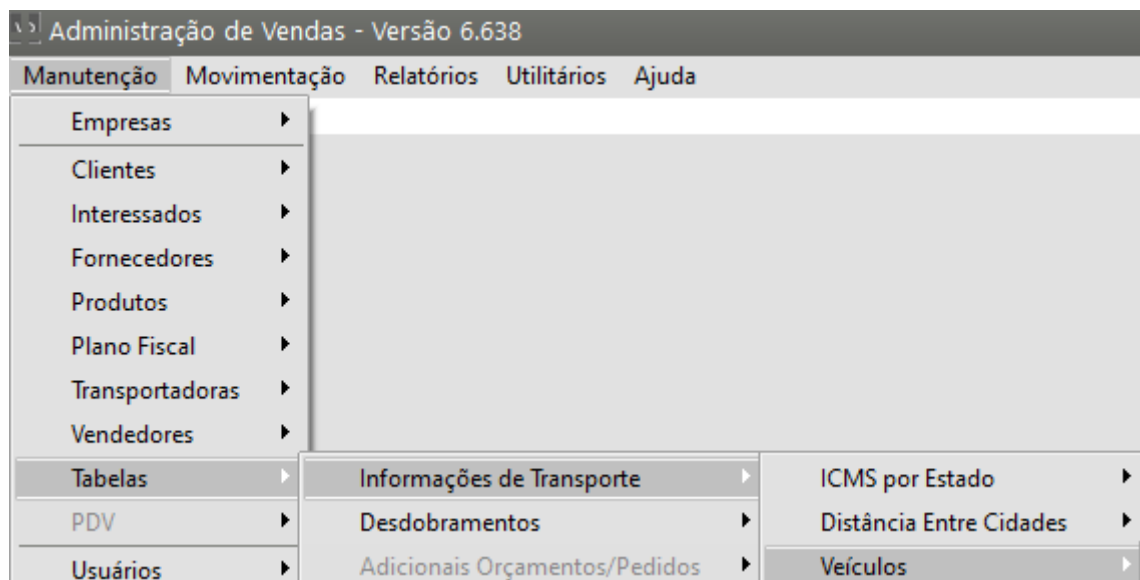 Administração de Vendas - Versão 6.638
Manutenção Movimentação Relatórios Utilitários Ajuda
Empresas
Clientes
Interessados
Fornecedores
Produtos
Plano Fiscal
Transportadoras
Vendedores
Tabelas Informações de Transporte ICMS por Estado
PDV Desdobramentos Distância Entre Cidades
Usuários Adicionais Orçamentos/Pedidos Veículos